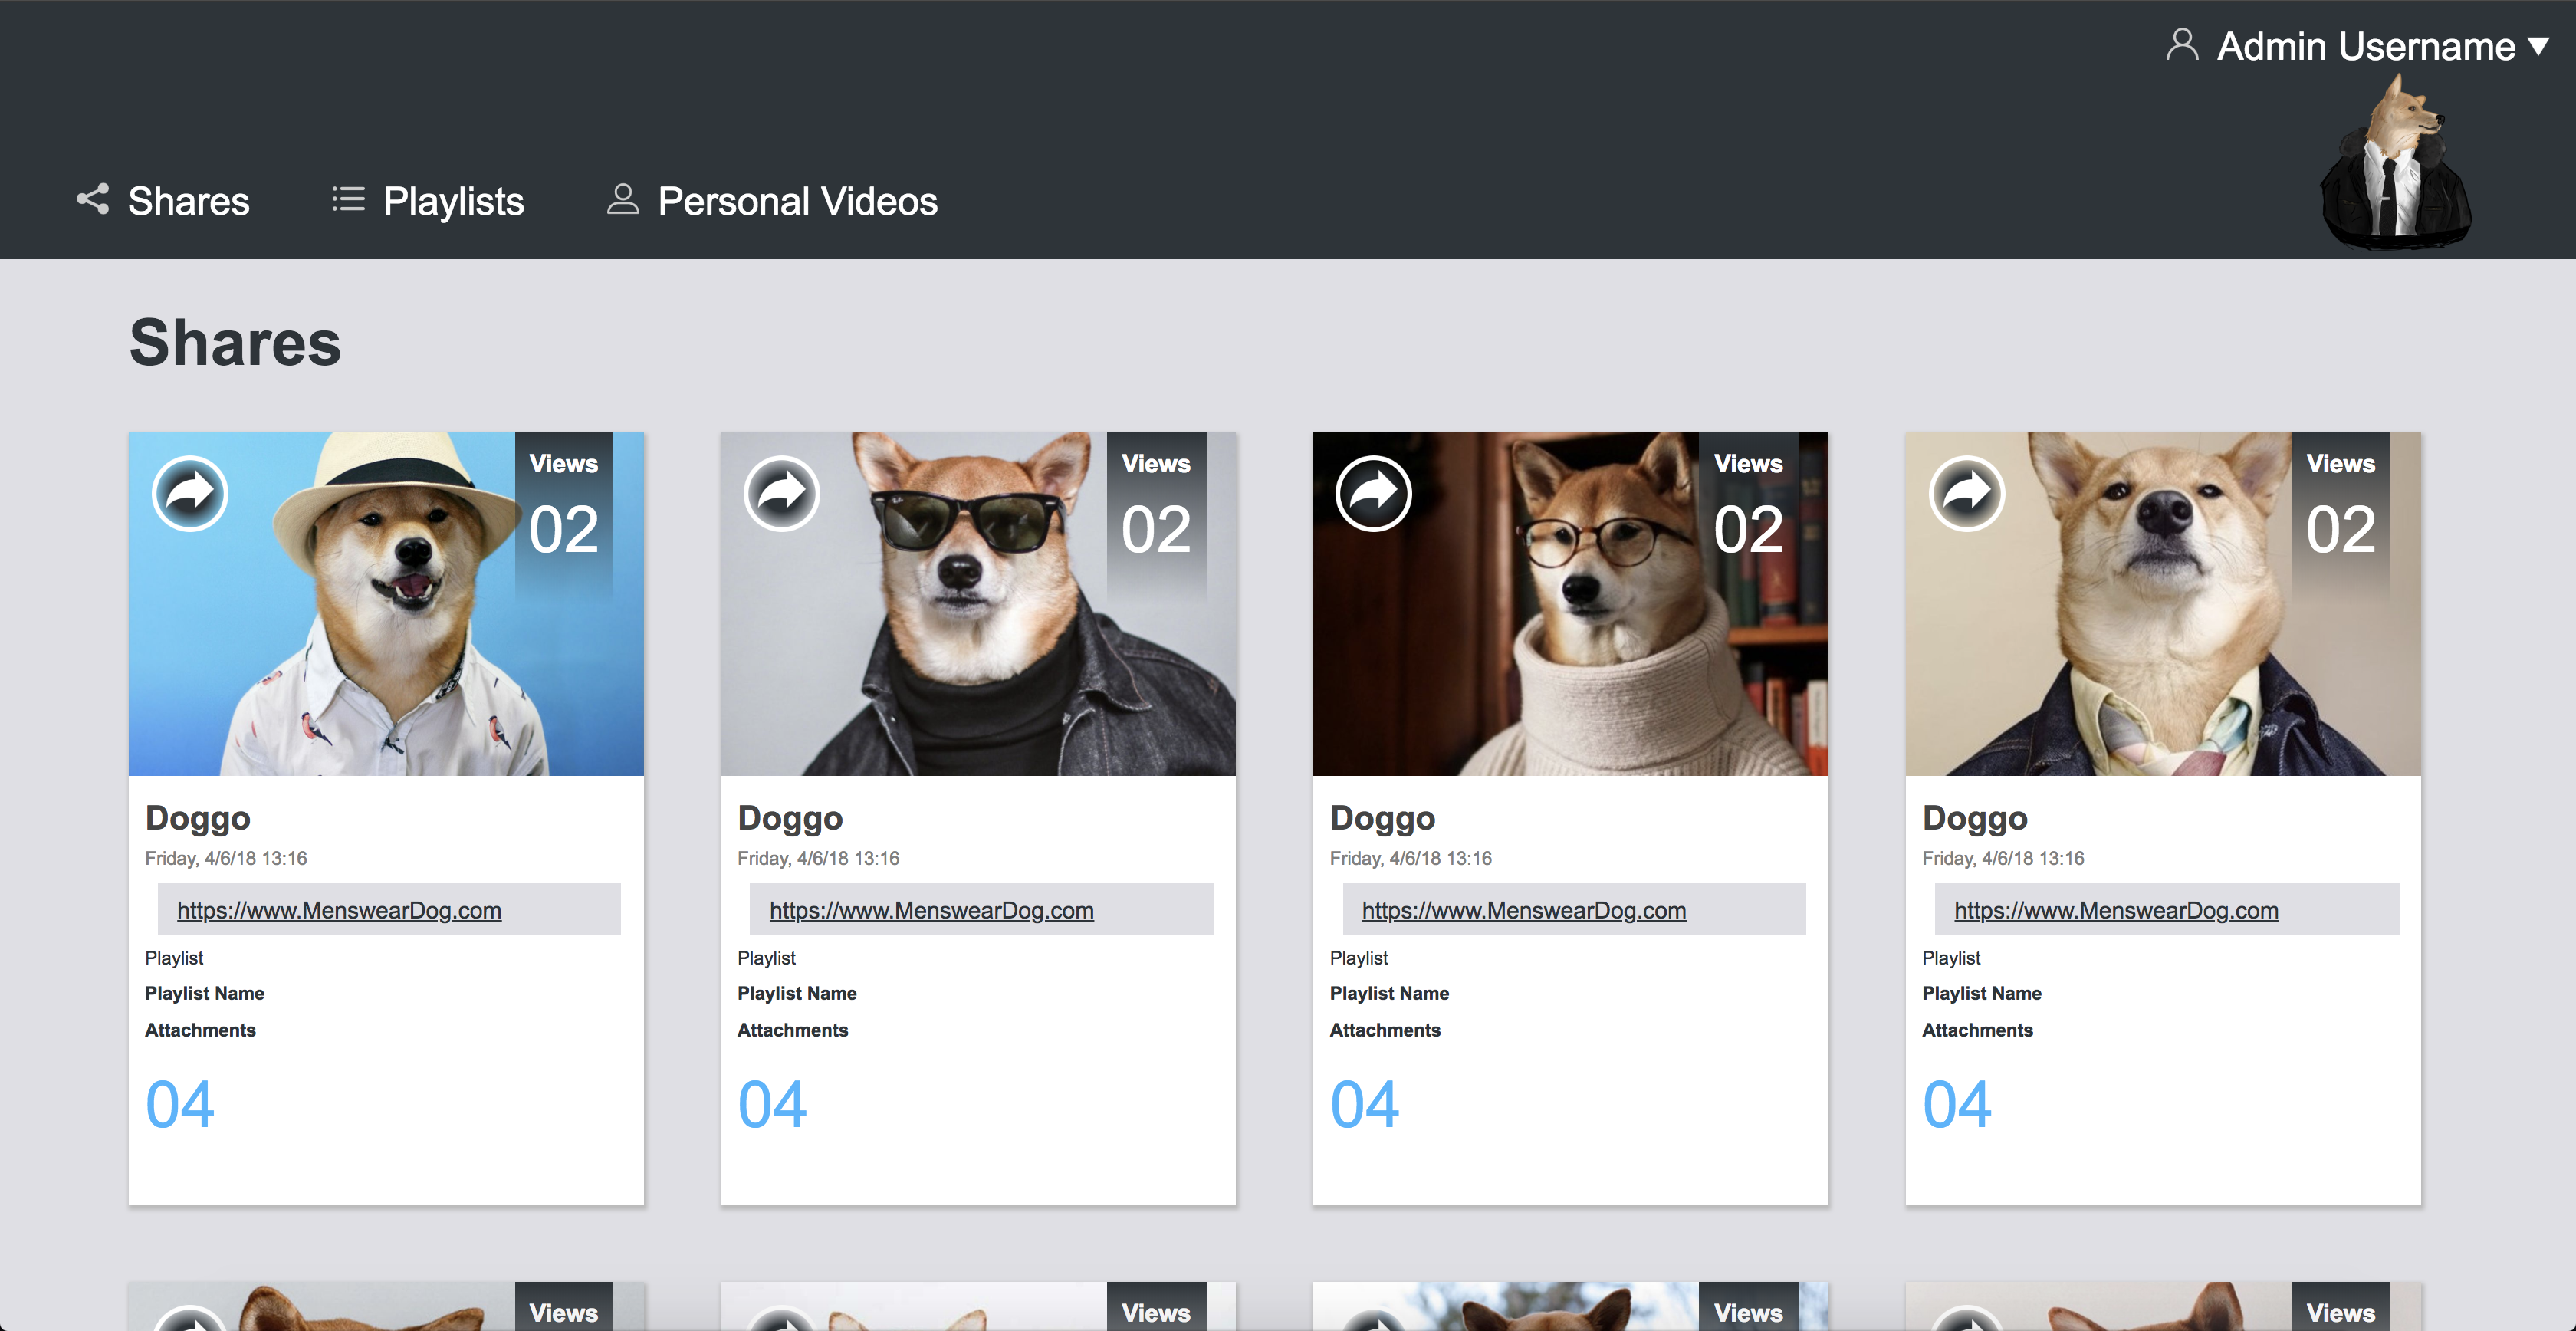 Admin Username
Shares Playlists Personal Videos
Shares
Views Views Views Views
02 02 02 02
Doggo Doggo Doggo Doggo
Friday, 4/6/18 13:16 Friday, 4/6/18 13:16 Friday, 4/6/18 13:16 Friday, 4/6/18 13:16
https://www.MenswearDog.com https://www.MenswearDog.com https://www.MenswearDog.com https://www.MenswearDog.com
Playlist Playlist Playlist Playlist
Playlist Name Playlist Name Playlist Name Playlist Name
Attachments Attachments Attachments Attachments
04 04 04 04
Views Views Views Views